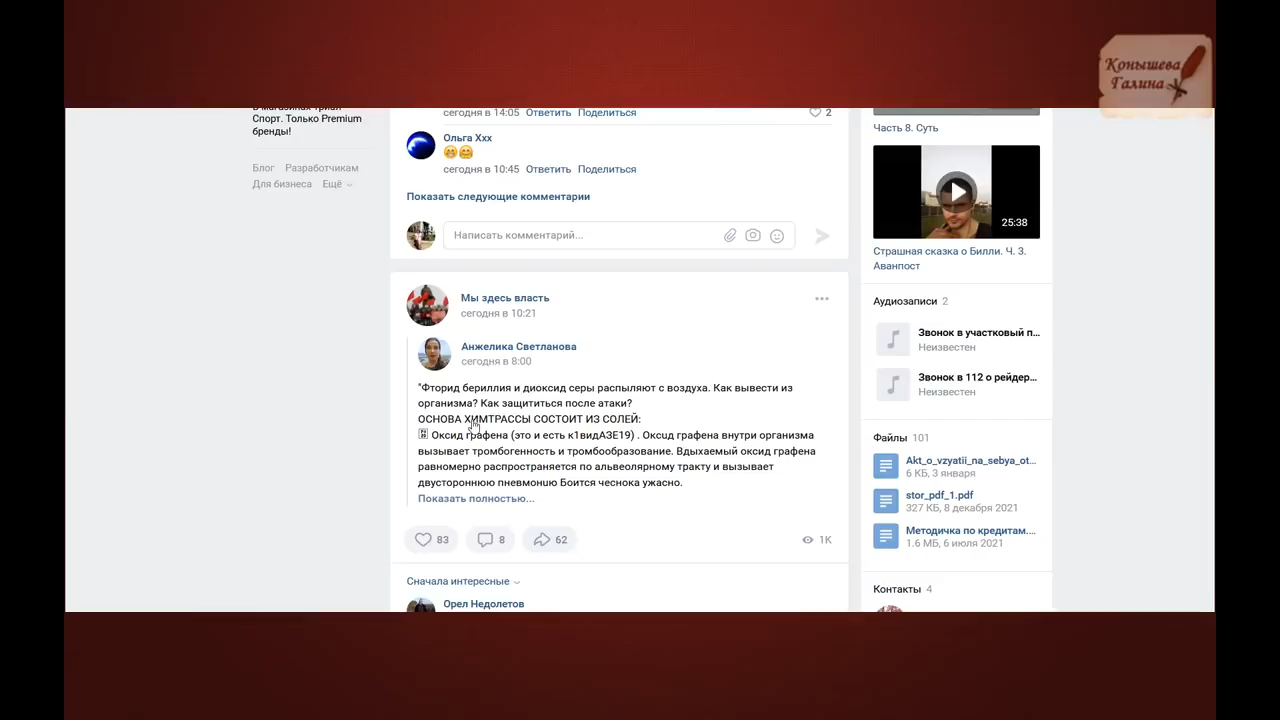 Конышева
Галина
В магазинах Триал-
Спорт. Только Premium
бренды!
Блог Разработчикам
Для бизнеса Ещё
сегодня в 14:05 Ответить Поделиться
2
Ольга Ххх
сегодня в 10:45 Ответить Поделиться
Показать следующие комментарии
Написать комментарий...
Мы здесь власть
сегодня в 10:21
Анжелика Светланова
сегодня в 8:00
"Фторид бериллия и диоксид серы распыляют с воздуха. Как вывести из
организма? Как защититься после атаки?
ОСНОВА ХИМТРАССЫ СОСТОИТ ИЗ СОЛЕЙ:
Оксид графена (это и есть к1видАЗЕ19) . Оксuд графена внутри организма
вызывает тромбогенность и тромбообразование. Вдыхаемый оксид графена
равномерно распространяется по альвеолярному тракту и вызывает
двустороннюю пневмонuю Боится чеснока ужасно.
Показать полностью...
83 8 62 1K
Сначала интересные
Орел Недолетов
Часть 8. Суть
25:38
Страшная сказка о Билли. Ч. 3.
Аванпост
Аудиозаписи 2
Звонок в участковый п...
Неизвестен
Звонок в 112 о рейдер...
Неизвестен
Файлы 101
Akt_o_vzyatii_na_sebya_ot...
6 КБ, 3 января
stor_pdf_1.pdf
327 КБ, 8 декабря 2021
Методичка по кредитам....
1.6 МБ, 6 июля 2021
Контакты 4